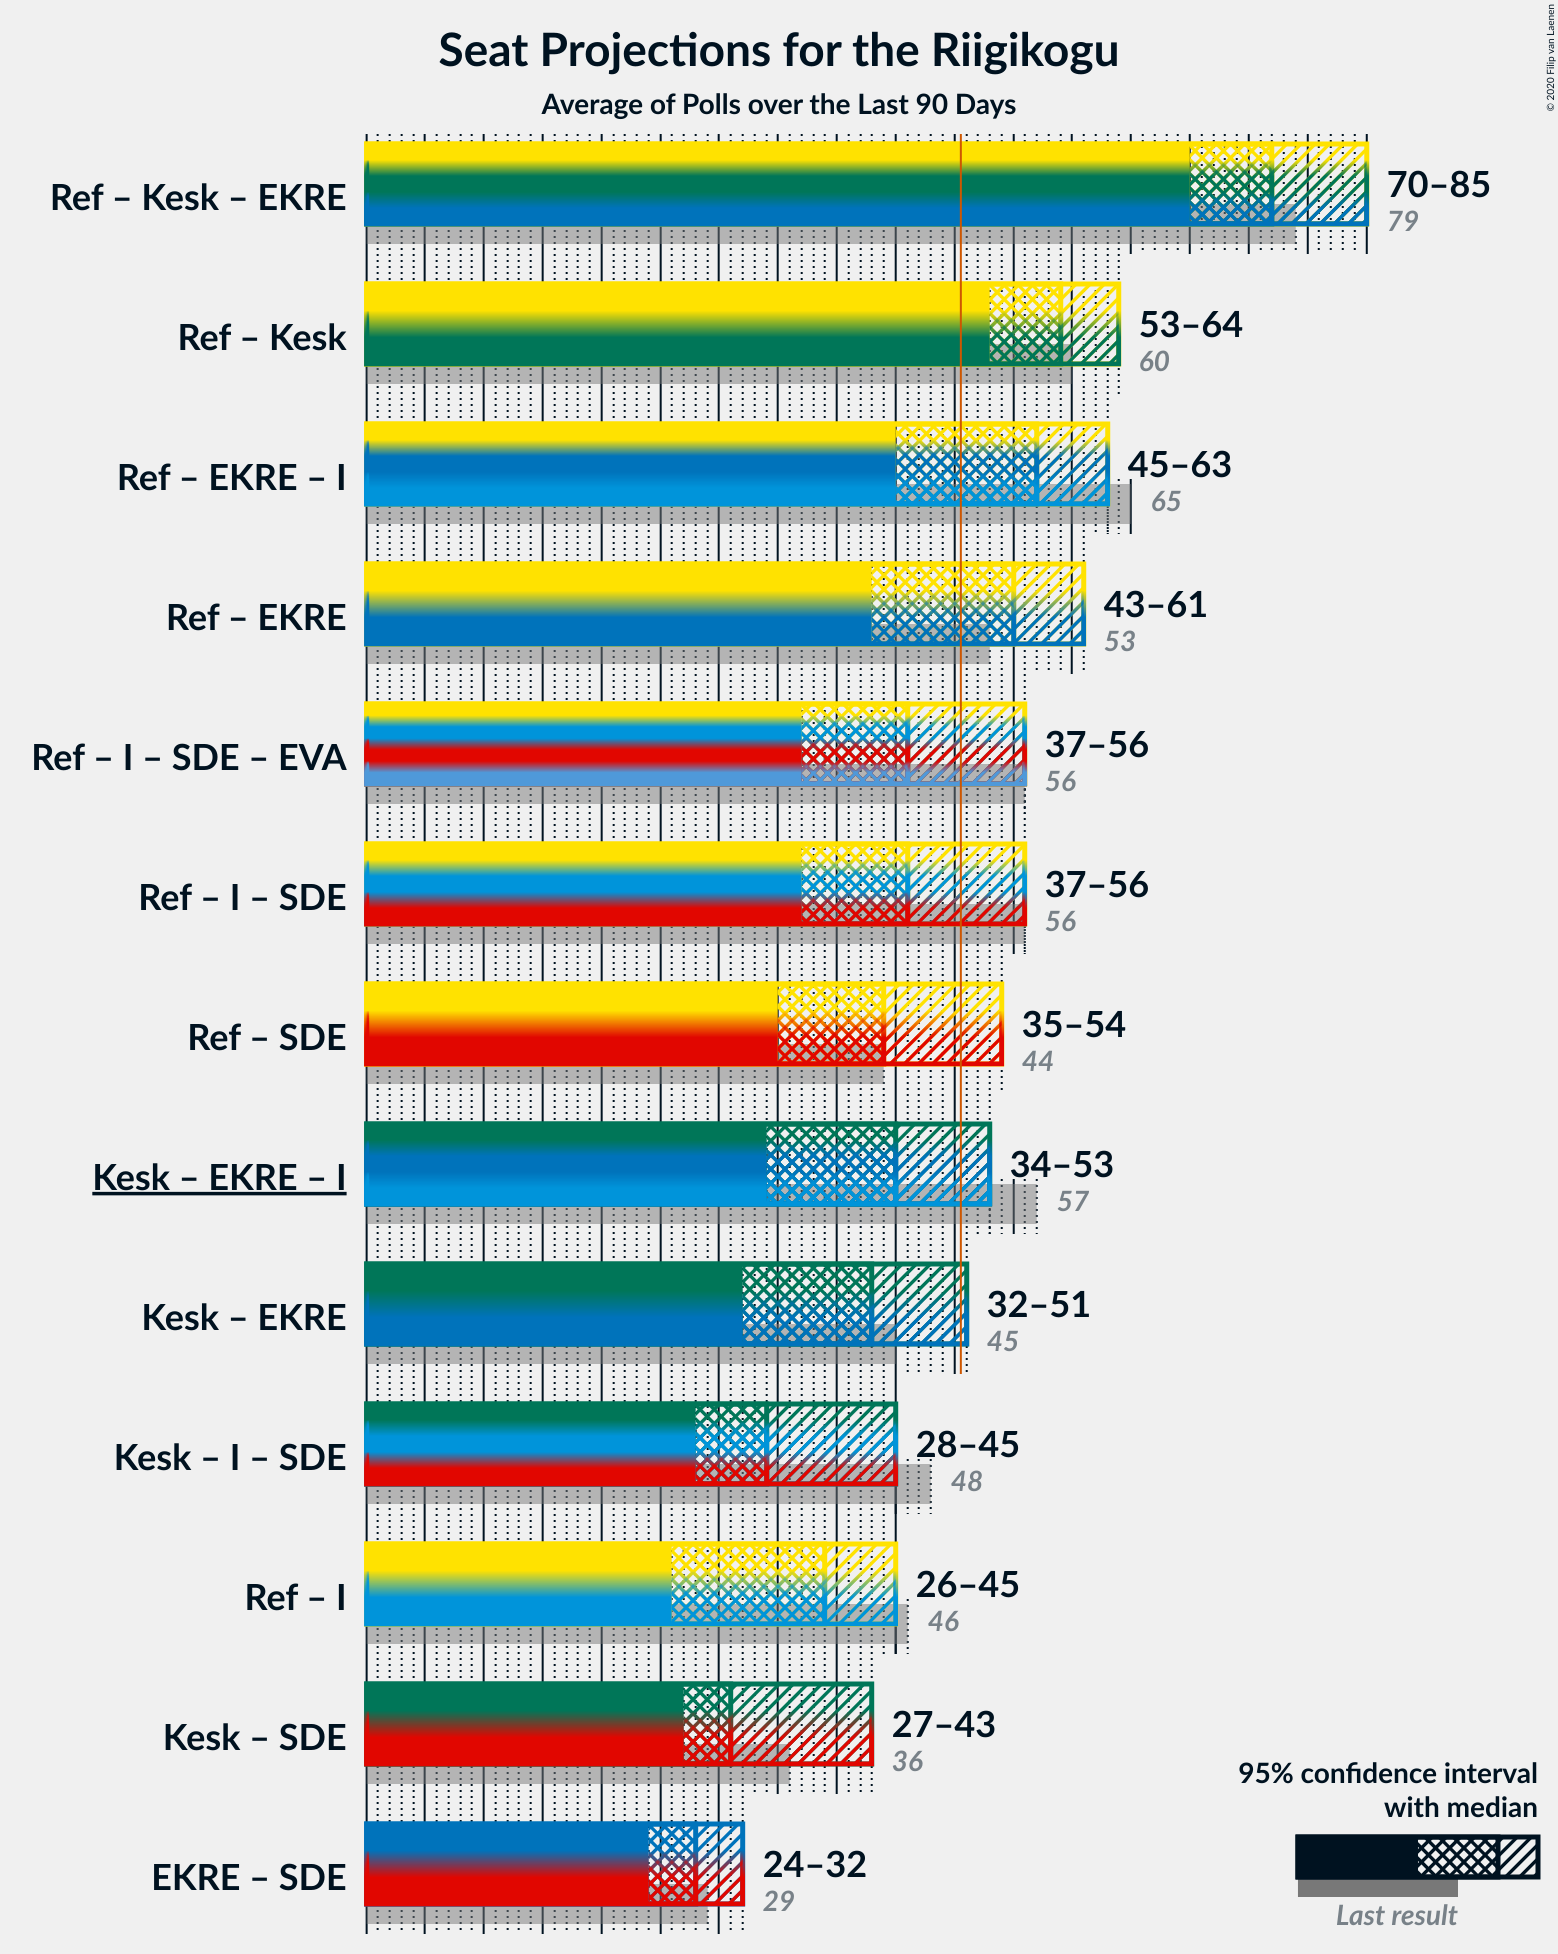 Seat Projections for the Riigikogu
Average of Polls over the Last 90 Days
© 2020 Filip van Laenen
Ref – Kesk – EKRE
70–85
79
Ref – Kesk
53–64
60
Ref – EKRE – I
45–63
65
Ref – EKRE
43–61
53
Ref – I – SDE – EVA
37–56
56
Ref – I – SDE
37–56
56
Ref – SDE
35–54
44
Kesk – EKRE – I
34–53
57
Kesk – EKRE
32–51
45
Kesk – I – SDE
28–45
48
Ref – I
26–45
46
Kesk – SDE
27–43
36
EKRE – SDE
24–32
29
95% confidence interval
with median
Last result